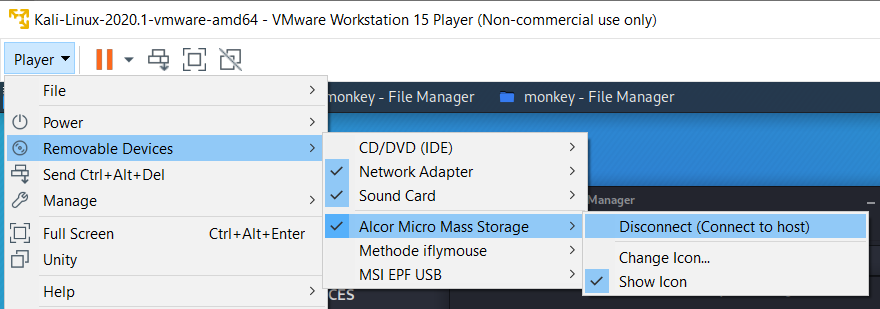 Kali-Linux-2020.1-vmware-amd64 - VMware Workstation 15 Player (Non-commercial use only)
Player
File
monkey - File Manager
monkey - File Manager
Power
Removable Devices
CD/DVD (IDE)
Send Ctrl+Alt+Del
Network Adapter
Manage
Sound Card
Manager
Full Screen Ctrl+Alt+Enter
Alcor Micro Mass Storage
Disconnect (Connect to host)
Unity
Methode iflymouse
Change Icon...
MSI EPF USB
Show Icon
Help
CES